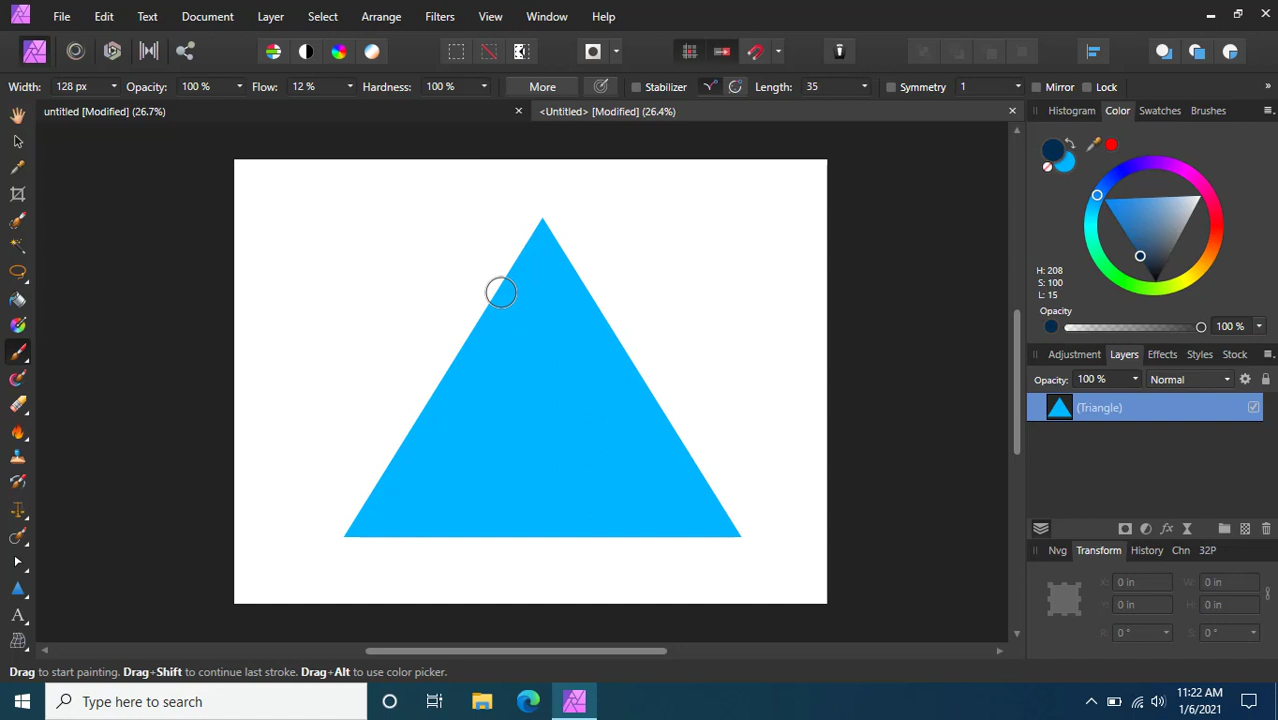 File Edit Text Document Layer Select Arrange Filters View Window Help
Width: 128 px Opacity: 100 % Flow: 12 % Hardness: 100 % More Stabilizer Length: 35 Symmetry 1 Mirror Lock »
untitled [Modified] (26.7%) <Untitled> [Modified] (26.4%)
Histogram Color Swatches Brushes
H: 208
S: 100
L: 15
Opacity
100 %
Adjustment Layers Effects Styles Stock
Opacity: 100 % Normal
(Triangle)
Nvg Transform History Chn 32P
X: 0 in W: 0 in
Y: 0 in H: 0 in
R: 0 ° S: 0 °
Drag to start painting. Drag+Shift to continue last stroke. Drag+Alt to use color picker.
Type here to search
11:22 AM
1/6/2021